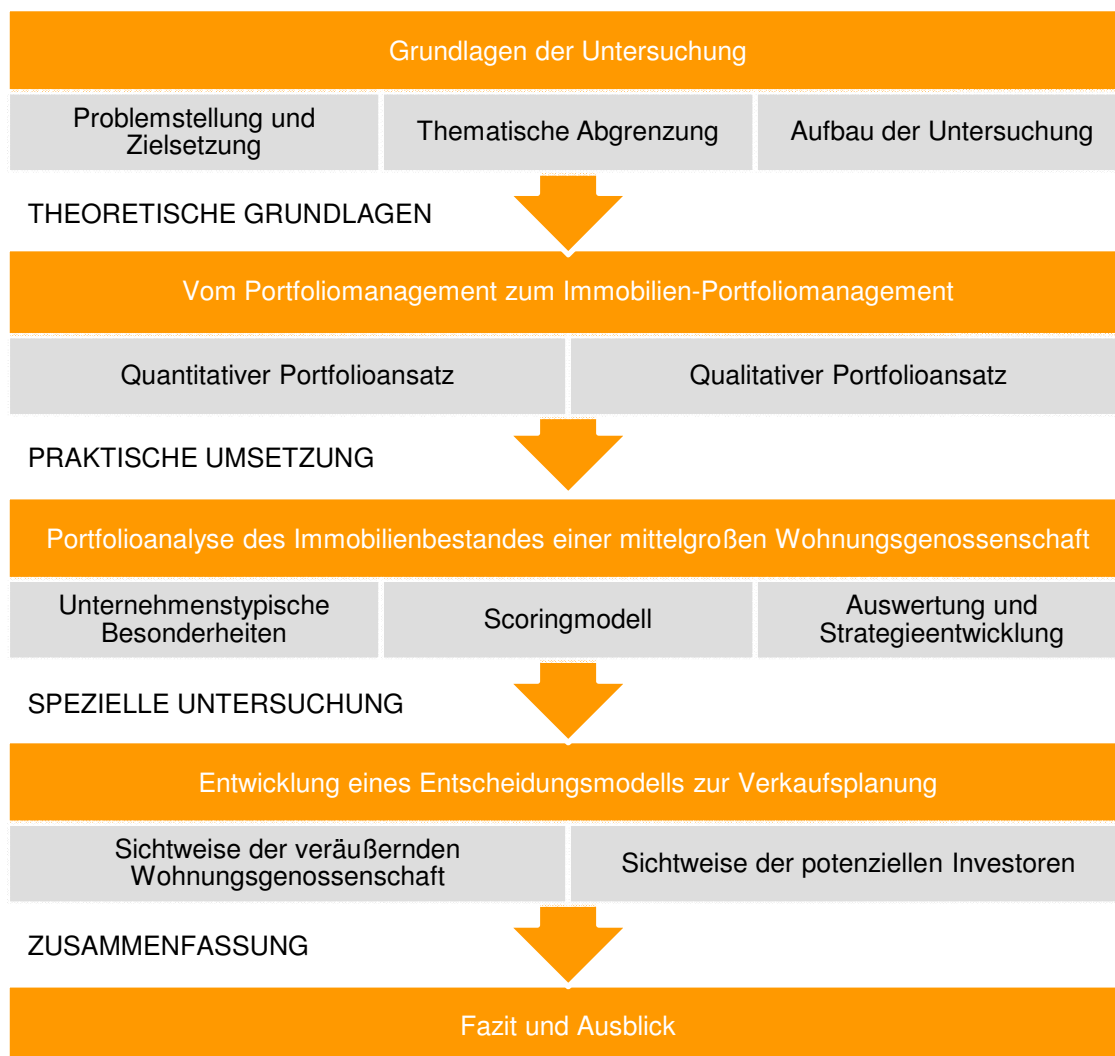 Grundlagen der Untersuchung
Problemstellung und
Zielsetzung
Thematische Abgrenzung
Aufbau der Untersuchung
THEORETISCHE GRUNDLAGEN
Vom Portfoliomanagement zum Immobilien-Portfoliomanagement
Quantitativer Portfolioansatz
Qualitativer Portfolioansatz
PRAKTISCHE UMSETZUNG
Portfolioanalyse des Immobilienbestandes einer mittelgroßen Wohnungsgenossenschaft
Unternehmenstypische
Besonderheiten
Scoringmodell
Auswertung und
Strategieentwicklung
SPEZIELLE UNTERSUCHUNG
Entwicklung eines Entscheidungsmodells zur Verkaufsplanung
Sichtweise der veräußernden
Wohnungsgenossenschaft
Sichtweise der potenziellen Investoren
ZUSAMMENFASSUNG
Fazit und Ausblick